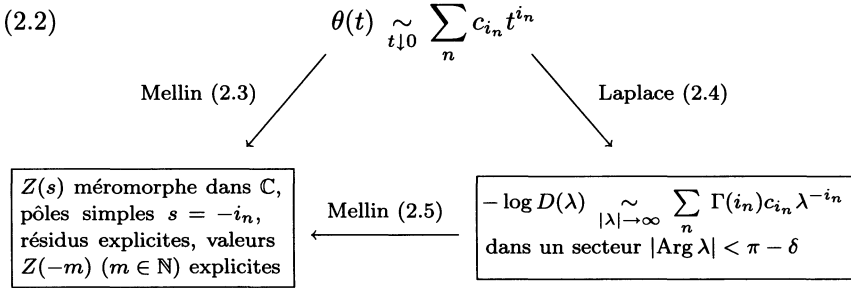 (2.2) θ(t) ∼_{t↓0} ∑_n c_{i_n} t^{i_n}
Mellin (2.3)
Laplace (2.4)
Z(s) méromorphe dans ℂ,
pôles simples s = −i_n,
résidus explicites, valeurs
Z(−m) (m ∈ ℕ) explicites
Mellin (2.5)
− log D(λ) ∼_{|λ|→∞} ∑_n Γ(i_n)c_{i_n} λ^{−i_n}
dans un secteur |Arg λ| < π − δ